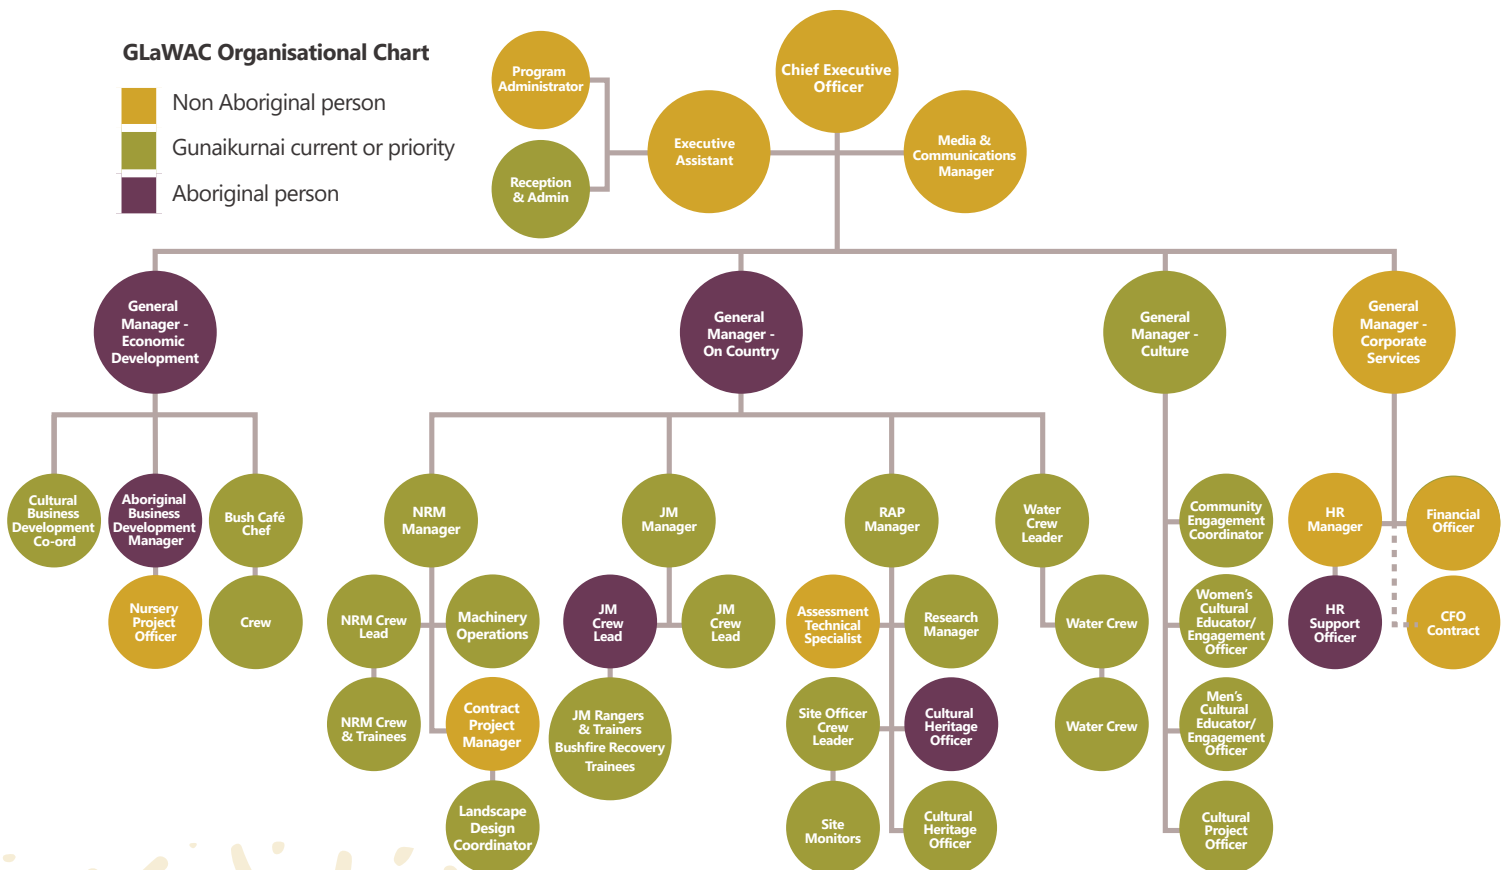 GLaWAC Organisational Chart
Non Aboriginal person
Gunaikurnai current or priority
Aboriginal person
Program
Administrator
Reception
& Admin
Executive
Assistant
Chief Executive
Officer
Media &
Communications
Manager
General
Manager -
Economic
Development
General
Manager -
On Country
General
Manager -
Culture
General
Manager -
Corporate
Services
Cultural
Business
Development
Co-ord
Aboriginal
Business
Development
Manager
Bush Café
Chef
Nursery
Project
Officer
Crew
NRM
Manager
JM
Manager
RAP
Manager
Water
Crew
Leader
NRM Crew
Lead
Machinery
Operations
NRM Crew
& Trainees
Contract
Project
Manager
Landscape
Design
Coordinator
JM
Crew
Lead
JM
Crew
Lead
JM Rangers
& Trainers
Bushfire Recovery
Trainees
Assessment
Technical
Specialist
Research
Manager
Site Officer
Crew
Leader
Cultural
Heritage
Officer
Site
Monitors
Cultural
Heritage
Officer
Water Crew
Water Crew
Community
Engagement
Coordinator
Women's
Cultural
Educator/
Engagement
Officer
Men's
Cultural
Educator/
Engagement
Officer
Cultural
Project
Officer
HR
Manager
Financial
Officer
HR
Support
Officer
CFO
Contract